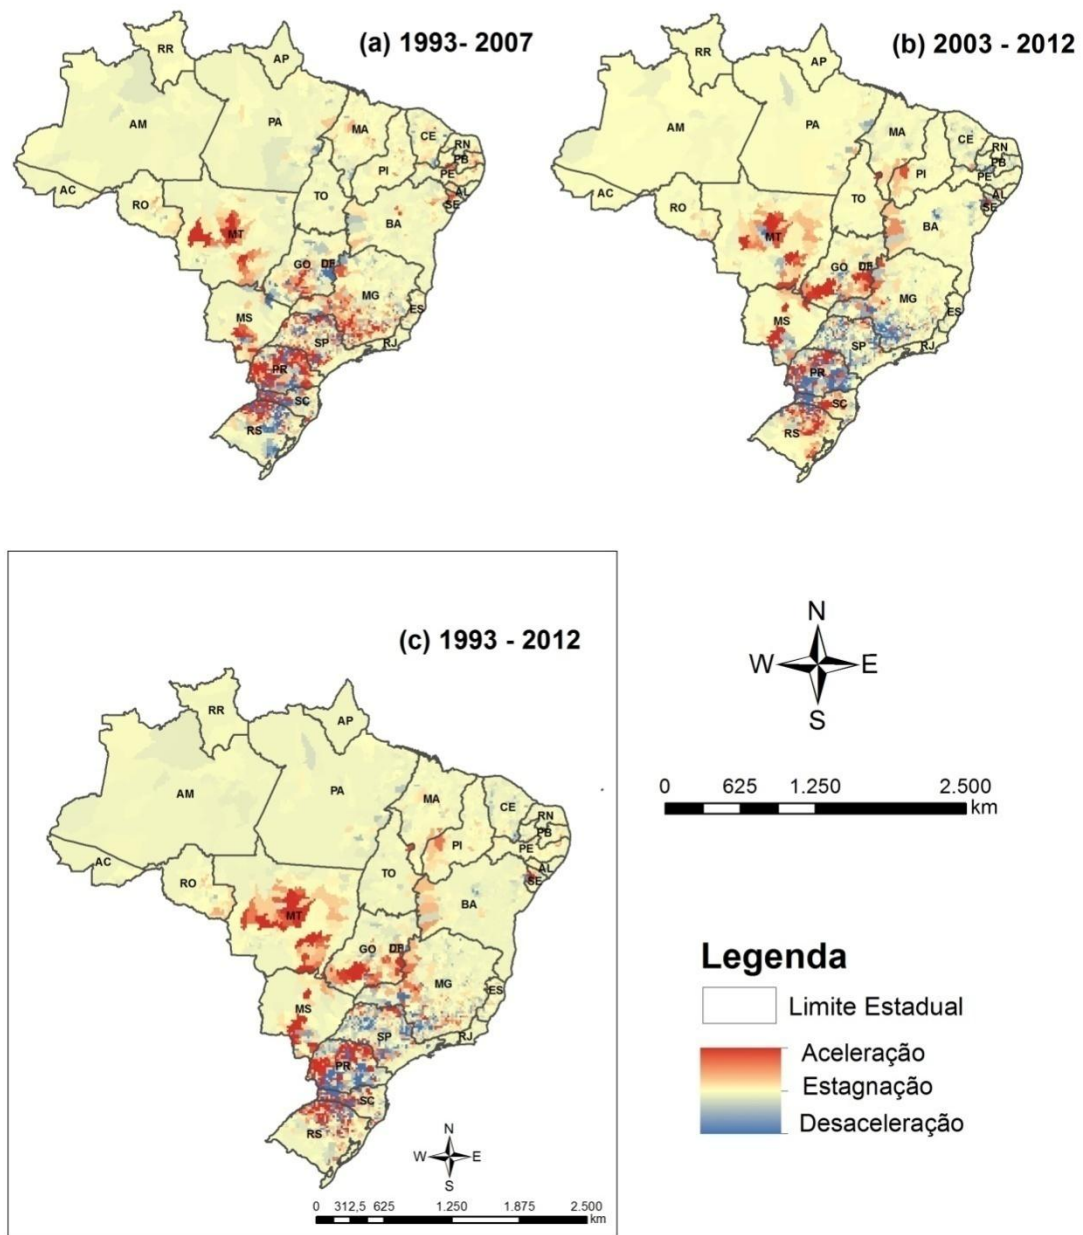 (a) 1993- 2007
RR
AP
AM
PA
MA
CE
RN
PB
PE
AL
SE
PI
AC
RO
TO
BA
MT
GO
DF
MG
ES
MS
SP
RJ
PR
SC
RS
(b) 2003 - 2012
RR
AP
AM
PA
MA
CE
RN
PB
PE
AL
SE
PI
AC
RO
TO
BA
MT
GO
DF
MG
ES
MS
SP
RJ
PR
SC
RS
(c) 1993 - 2012
RR
AP
AM
PA
MA
CE
RN
PB
PE
AL
SE
PI
AC
RO
TO
BA
MT
GO
DF
MG
ES
MS
SP
RJ
PR
SC
RS
N
W E
S
0 312,5 625 1.250 1.875 2.500
km
N
W E
S
0 625 1.250 2.500
km
Legenda
Limite Estadual
Aceleração
Estagnação
Desaceleração